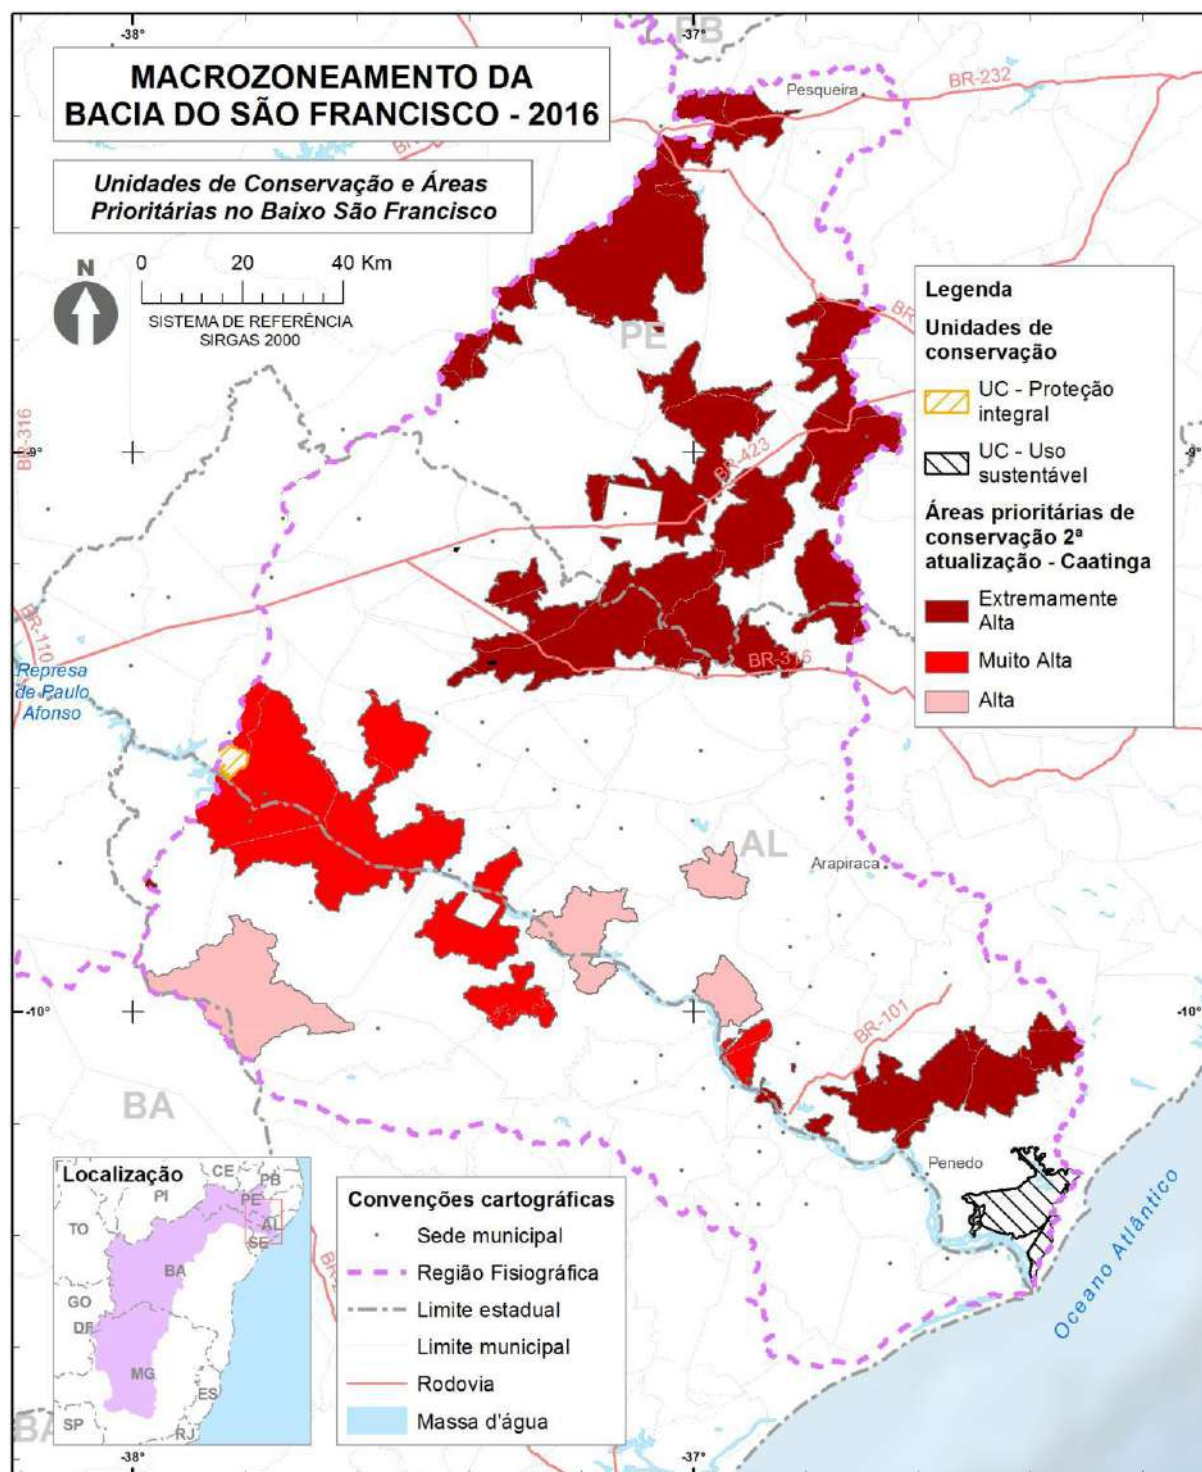 -38°
-37°
PB
MACROZONEAMENTO DA
BACIA DO SÃO FRANCISCO - 2016
Unidades de Conservação e Áreas
Prioritárias no Baixo São Francisco
N
0 20 40 Km
SISTEMA DE REFERÊNCIA
SIRGAS 2000
Pesqueira
BR-232
PE
BR-316
-9°
BR-423
BR-110
Represa
de Paulo
Afonso
BR-316
AL
Arapiraca
-10°
-10°
BR-101
BA
Penedo
Oceano Atlântico
Legenda
Unidades de
conservação
UC - Proteção
integral
UC - Uso
sustentável
Áreas prioritárias de
conservação 2ª
atualização - Caatinga
Extremamente
Alta
Muito Alta
Alta
-9°
Localização
CE
PB
PI
PE
TO
AL
SE
BA
GO
DF
MG
ES
SP
RJ
BA
Convenções cartográficas
Sede municipal
Região Fisiográfica
Limite estadual
Limite municipal
Rodovia
Massa d'água
-38°
-37°